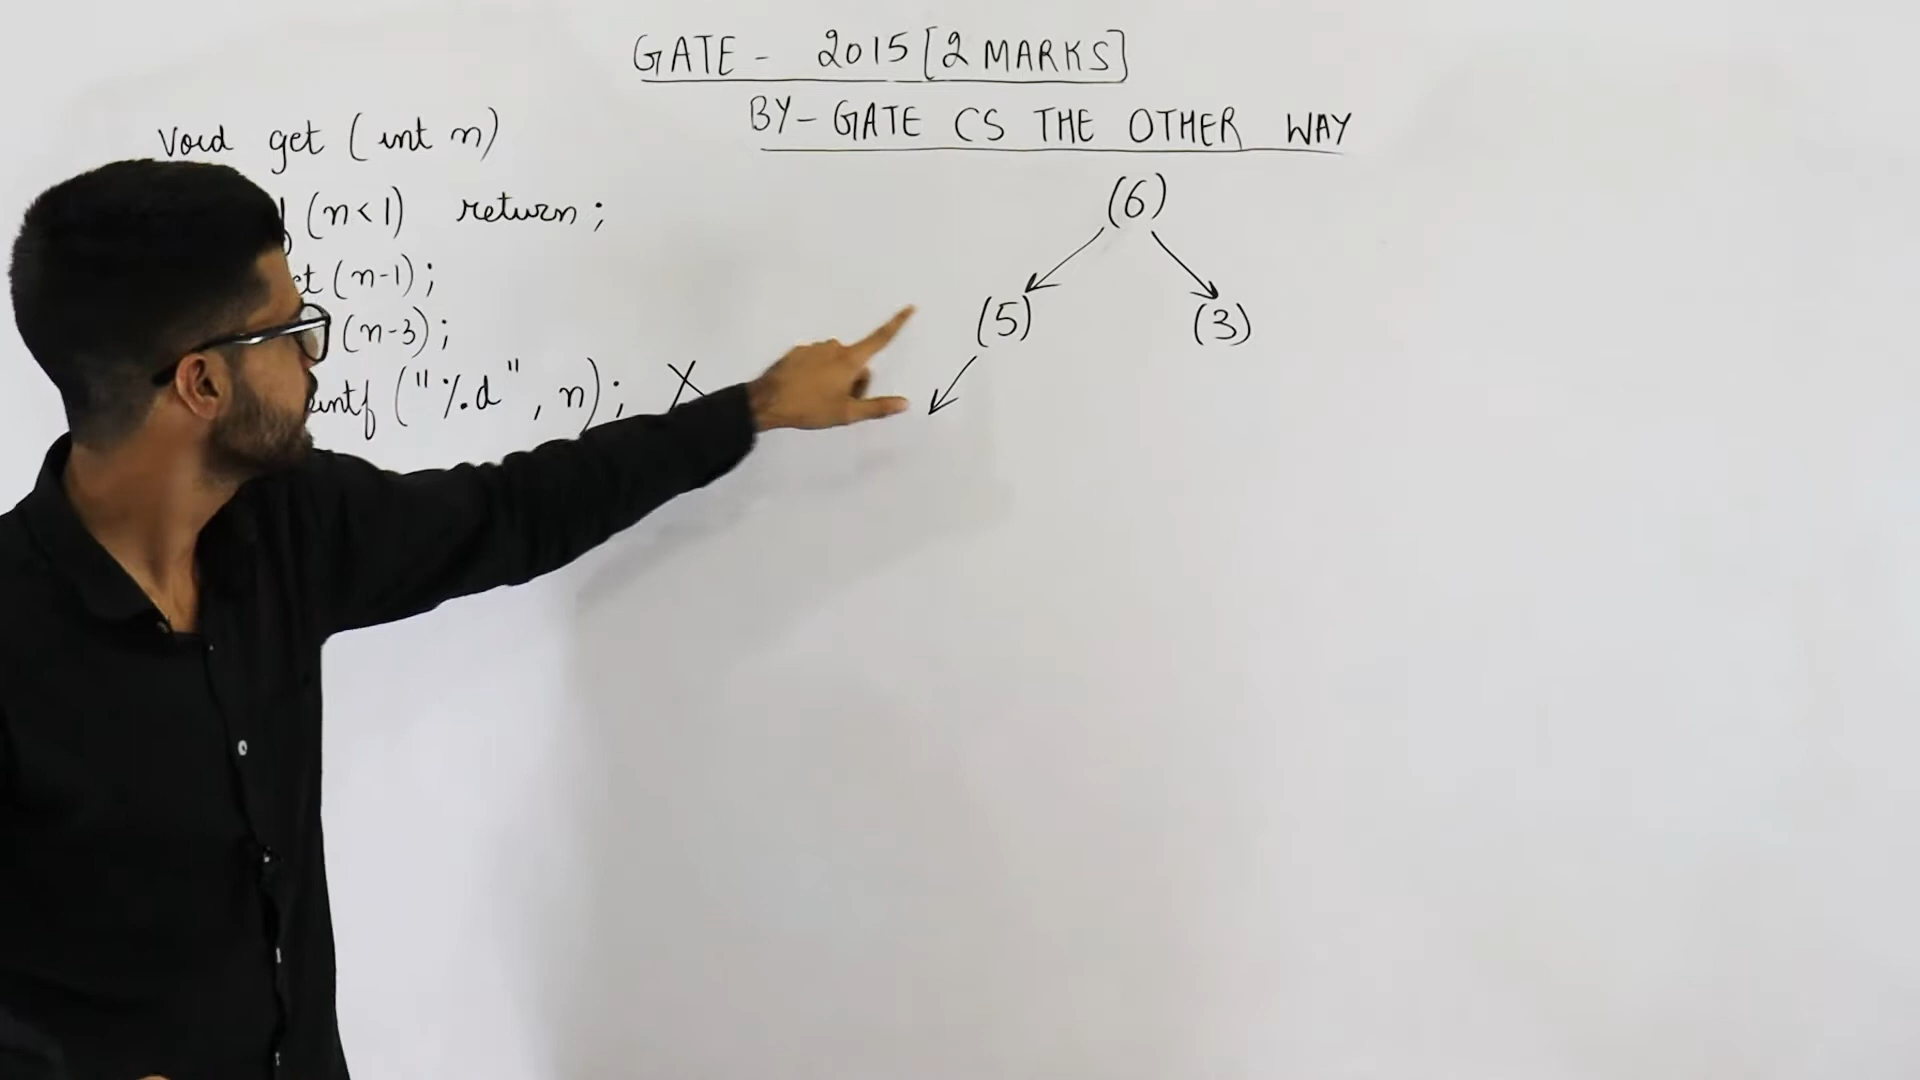 GATE - 2015 [2 MARKS]
BY- GATE CS THE OTHER WAY
Void get (int n)
(n<1) return ;
(n-1);
(n-3);
("%d", n);
(6)
(5)
(3)